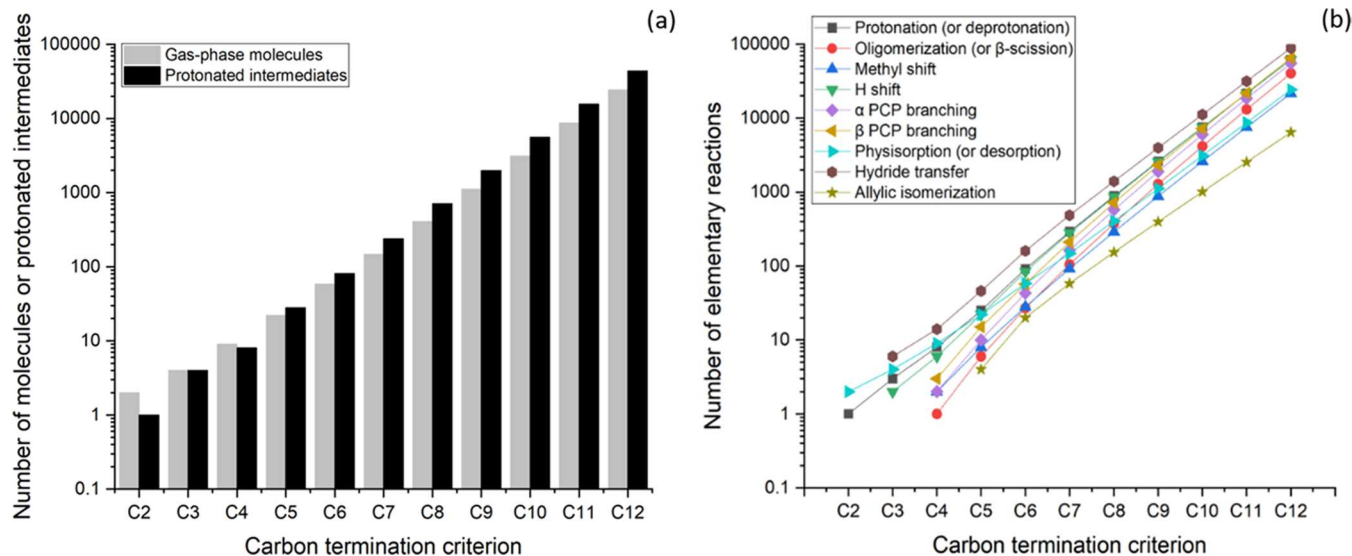 (a)
Number of molecules or protonated intermediates
100000
10000
1000
100
10
1
0.1
Gas-phase molecules
Protonated intermediates
C2 C3 C4 C5 C6 C7 C8 C9 C10 C11 C12
Carbon termination criterion
(b)
Number of elementary reactions
100000
10000
1000
100
10
1
0.1
Protonation (or deprotonation)
Oligomerization (or β-scission)
Methyl shift
H shift
α PCP branching
β PCP branching
Physisorption (or desorption)
Hydride transfer
Allylic isomerization
C2 C3 C4 C5 C6 C7 C8 C9 C10 C11 C12
Carbon termination criterion